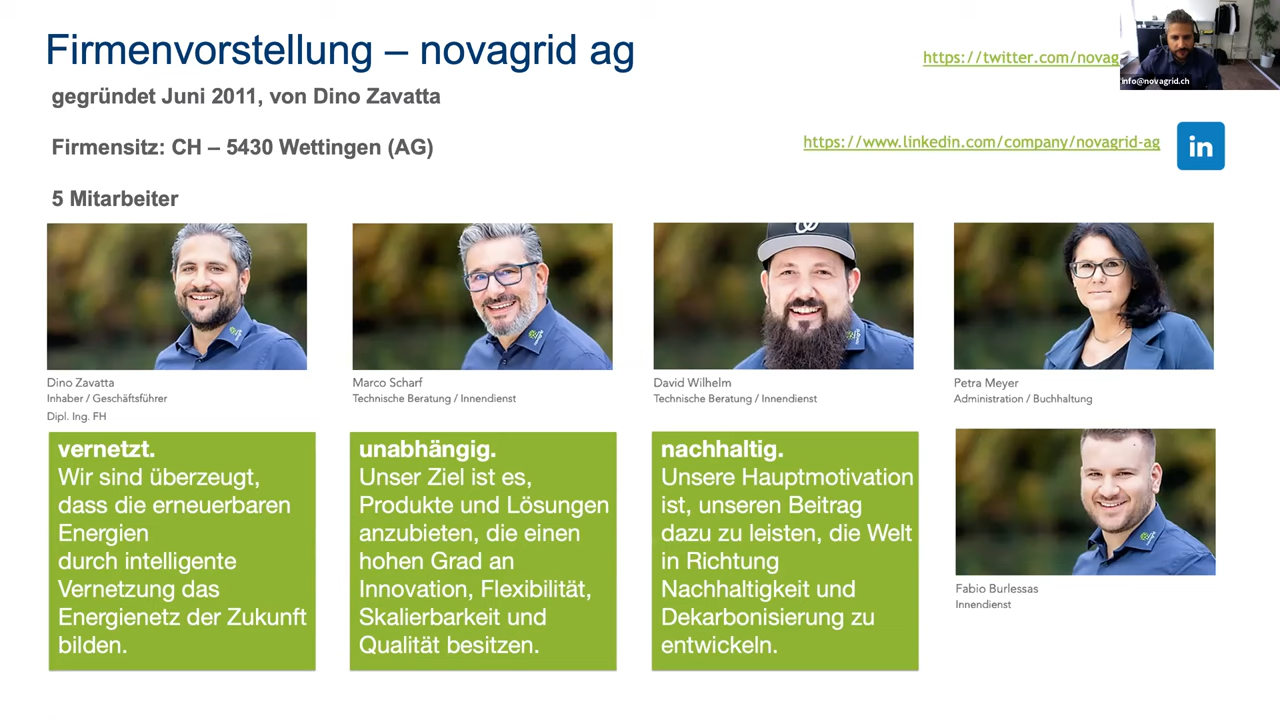 Firmenvorstellung – novagrid ag
https://twitter.com/novag
info@novagrid.ch
gegründet Juni 2011, von Dino Zavatta
Firmensitz: CH – 5430 Wettingen (AG)
https://www.linkedin.com/company/novagrid-ag
in
5 Mitarbeiter
Dino Zavatta
Inhaber / Geschäftsführer
Dipl. Ing. FH
Marco Scharf
Technische Beratung / Innendienst
David Wilhelm
Technische Beratung / Innendienst
Petra Meyer
Administration / Buchhaltung
vernetzt.
Wir sind überzeugt,
dass die erneuerbaren
Energien
durch intelligente
Vernetzung das
Energienetz der Zukunft
bilden.
unabhängig.
Unser Ziel ist es,
Produkte und Lösungen
anzubieten, die einen
hohen Grad an
Innovation, Flexibilität,
Skalierbarkeit und
Qualität besitzen.
nachhaltig.
Unsere Hauptmotivation
ist, unseren Beitrag
dazu zu leisten, die Welt
in Richtung
Nachhaltigkeit und
Dekarbonisierung zu
entwickeln.
Fabio Burlessas
Innendienst